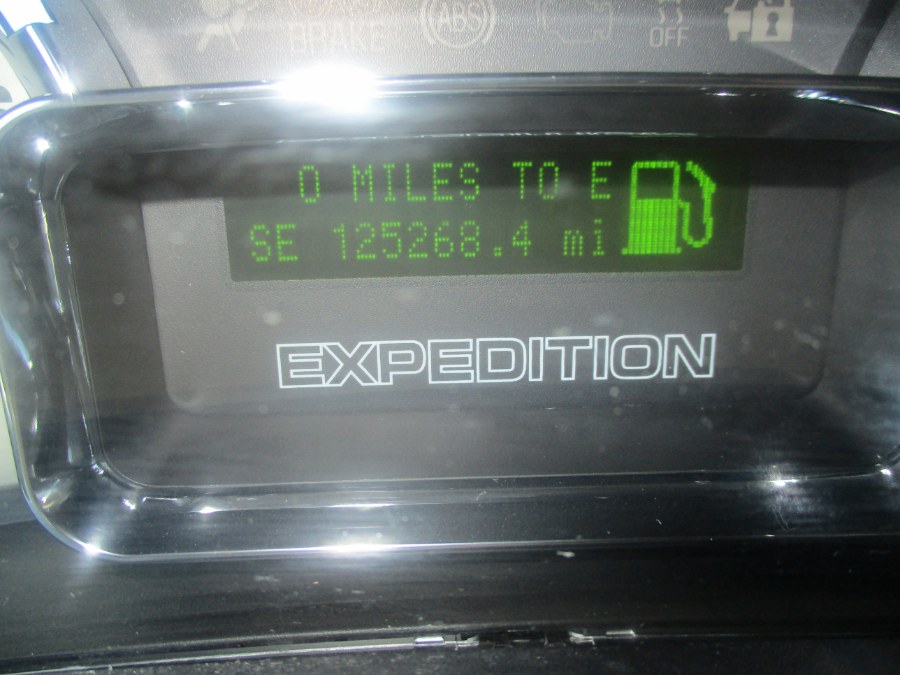 BRAKE
ABS
OFF
0 MILES TO E
SE 125268.4 mi
EXPEDITION